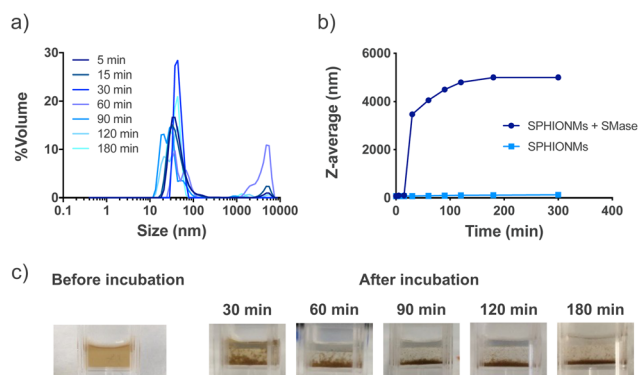 a)
b)
30
20
10
0
%Volume
5 min
15 min
30 min
60 min
90 min
120 min
180 min
0.1 1 10 100 1000 10000
Size (nm)
6000
4000
2000
0
Z-average (nm)
SPHIONMs + SMase
SPHIONMs
0 100 200 300 400
Time (min)
c)
Before incubation
After incubation
30 min 60 min 90 min 120 min 180 min